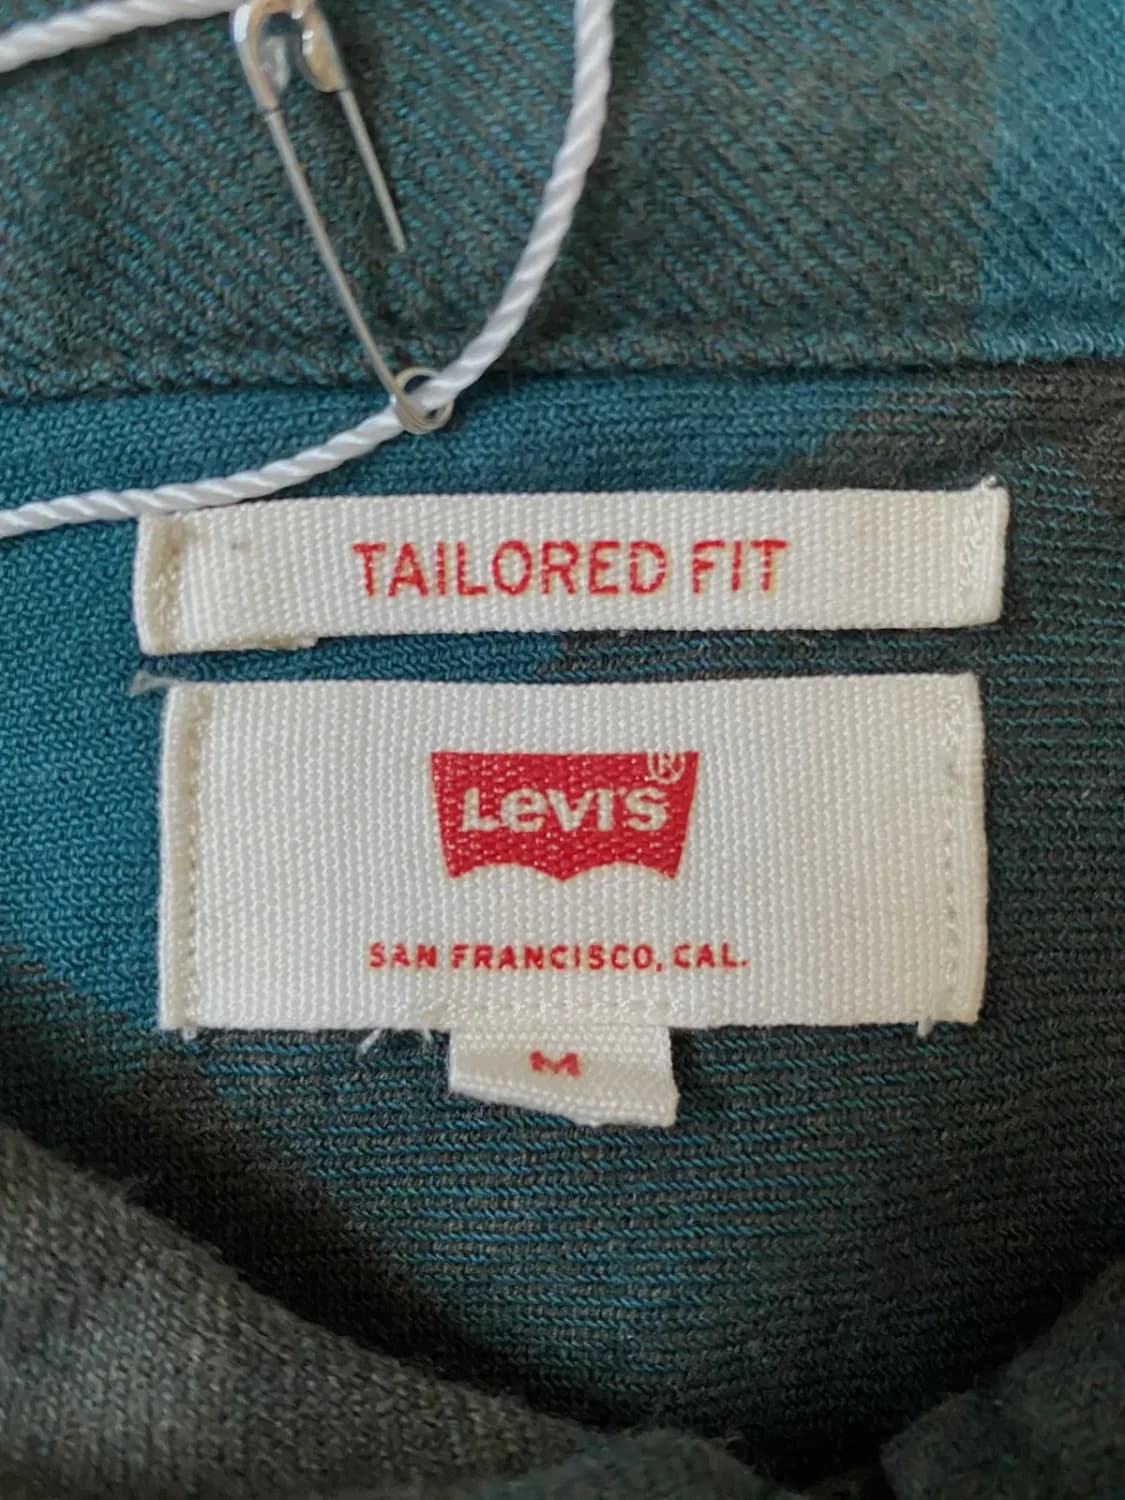 TAILORED FIT
LEVI'S®
SAN FRANCISCO, CAL.
M